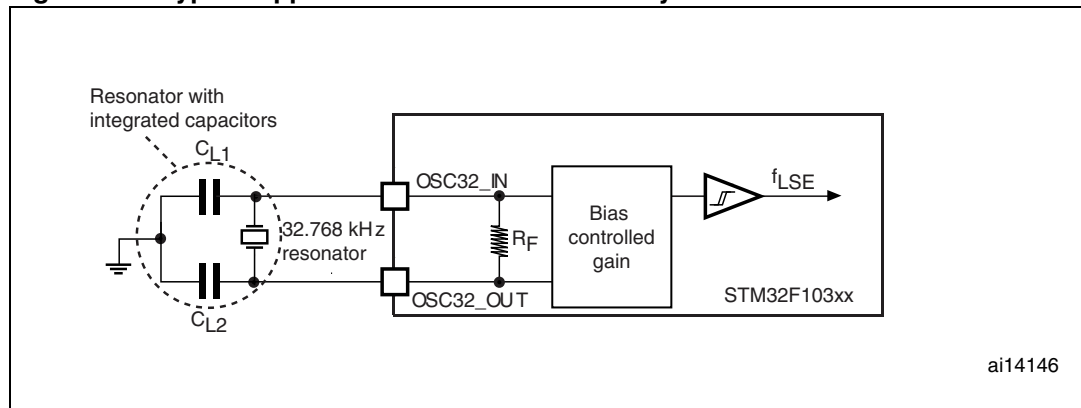 Resonator with
integrated capacitors
CL1
OSC32_IN
fLSE
32.768 kHz
resonator
RF
Bias
controlled
gain
OSC32_OUT
STM32F103xx
CL2
ai14146